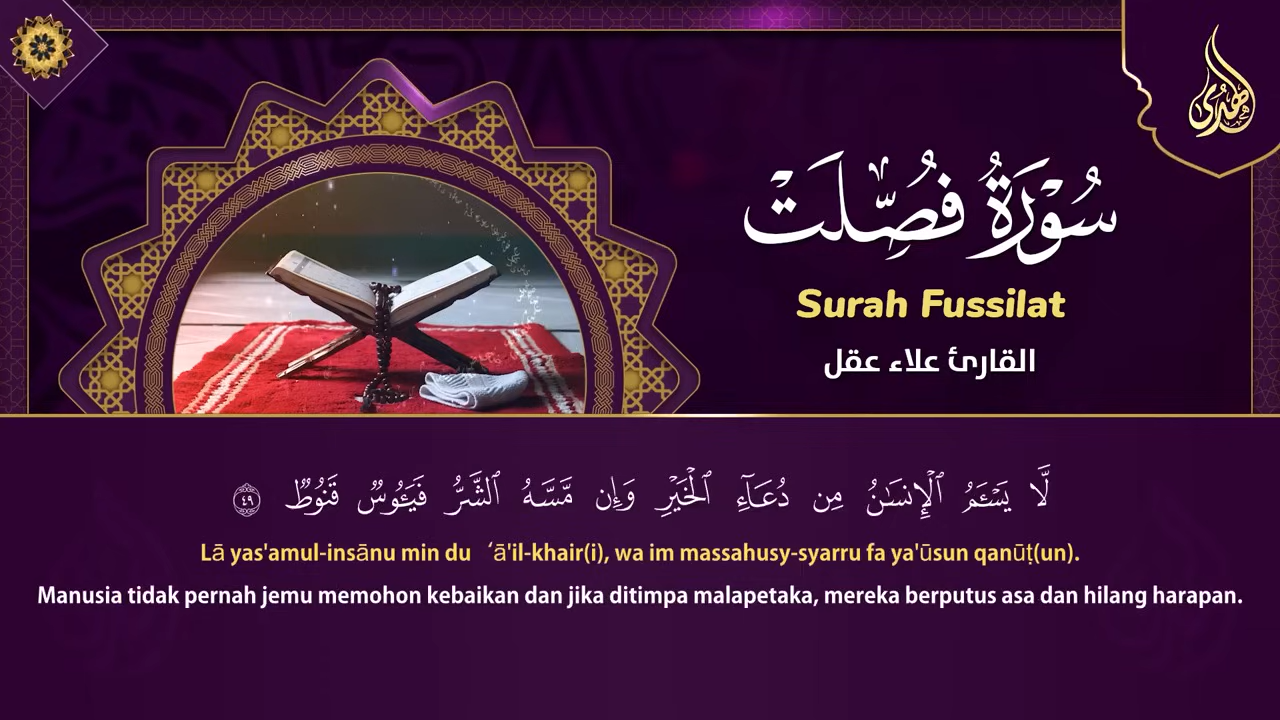 الهدى
سُوْرَةُ فُصِّلَتْ
Surah Fussilat
القارئ علاء عقل
لَّا يَسْـَٔمُ ٱلْإِنسَـٰنُ مِن دُعَآءِ ٱلْخَيْرِ وَإِن مَّسَّهُ ٱلشَّرُّ فَيَـُٔوسٌ قَنُوطٌ ٤٩
Lā yas'amul-insānu min du ‘ā'il-khair(i), wa im massahusy-syarru fa ya'ūsun qanūṭ(un).
Manusia tidak pernah jemu memohon kebaikan dan jika ditimpa malapetaka, mereka berputus asa dan hilang harapan.